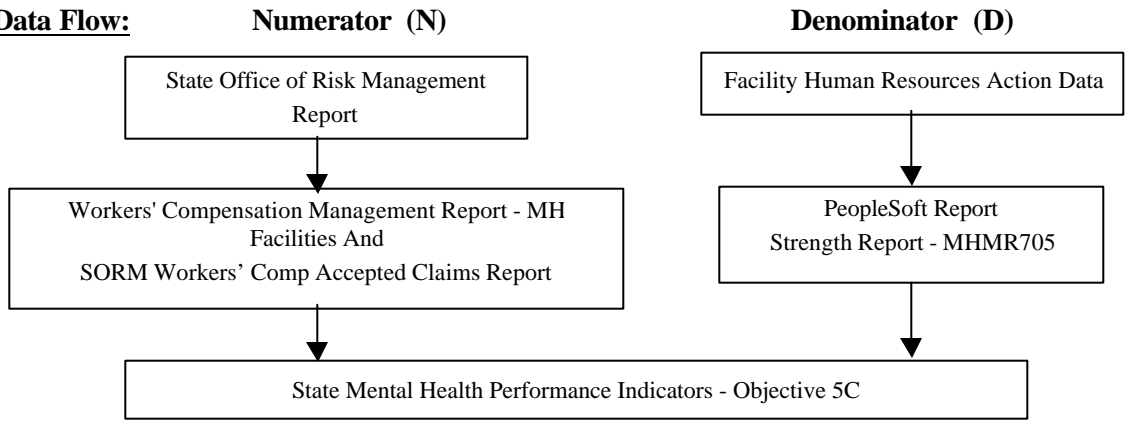 Data Flow: Numerator (N) Denominator (D)
State Office of Risk Management
Report
Facility Human Resources Action Data
Workers' Compensation Management Report - MH
Facilities And
SORM Workers’ Comp Accepted Claims Report
PeopleSoft Report
Strength Report - MHMR705
State Mental Health Performance Indicators - Objective 5C